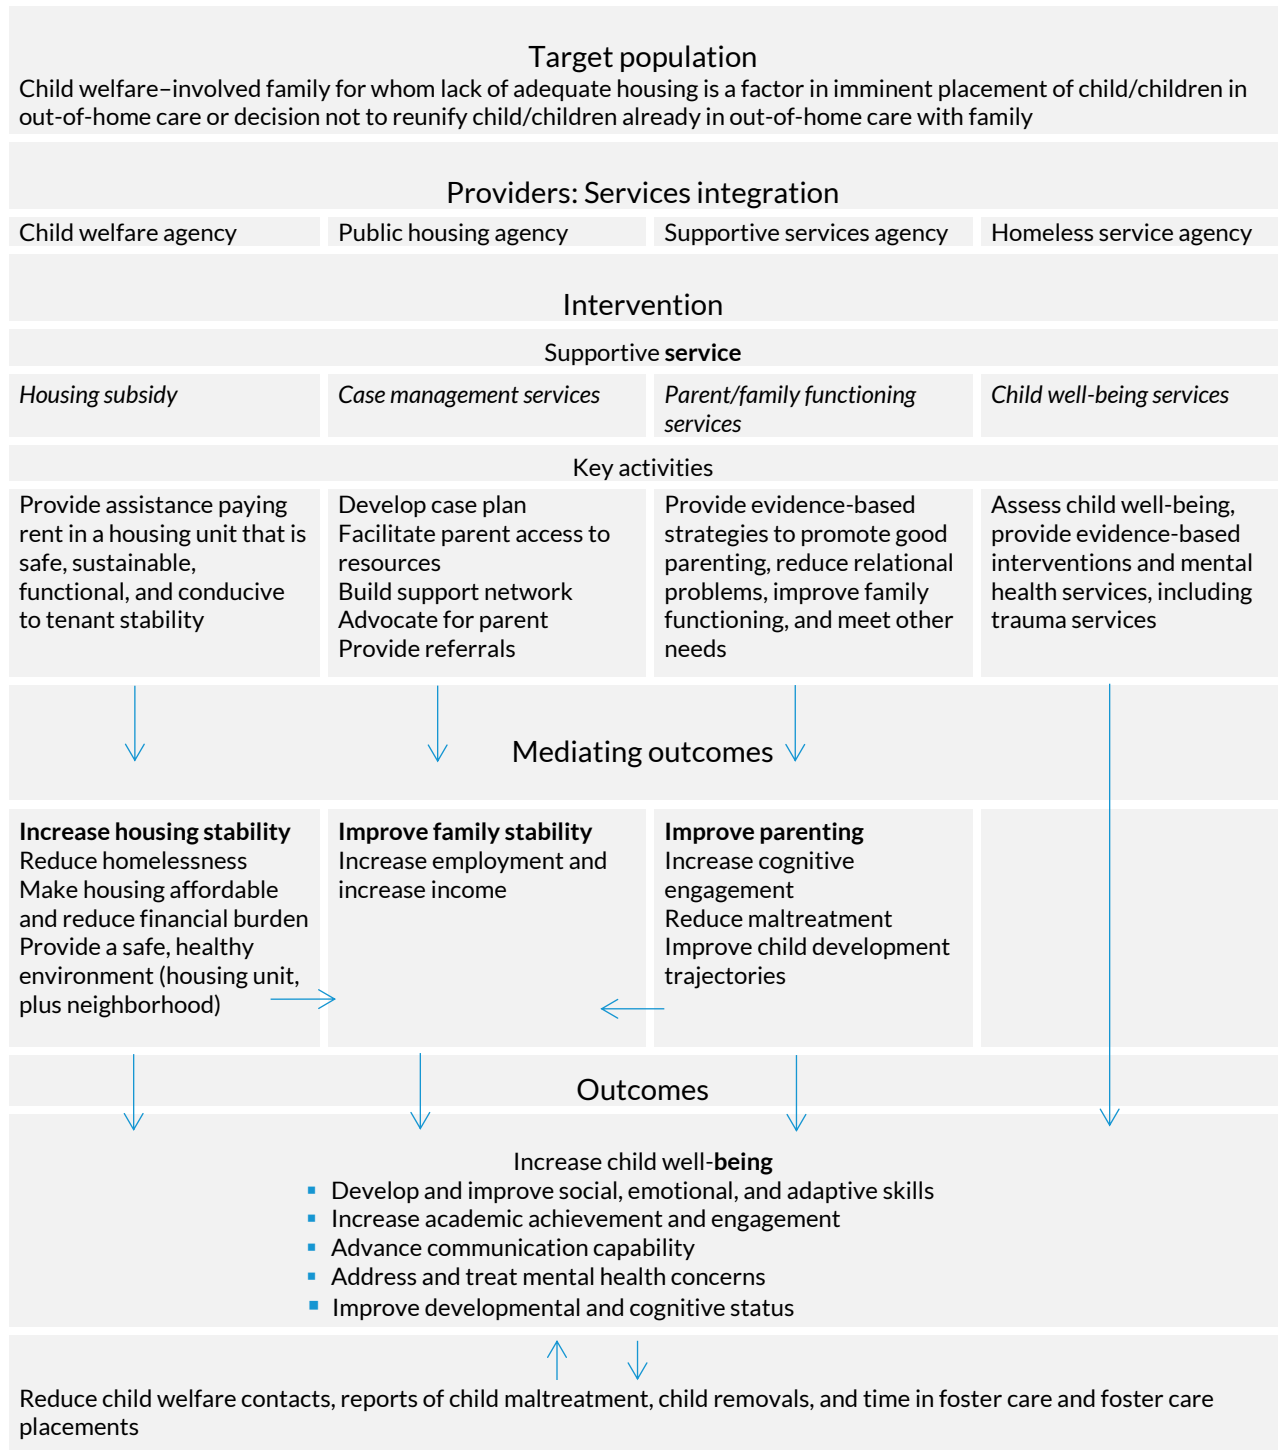 Target population
Child welfare–involved family for whom lack of adequate housing is a factor in imminent placement of child/children in
out-of-home care or decision not to reunify child/children already in out-of-home care with family
Providers: Services integration
Child welfare agency
Public housing agency
Supportive services agency
Homeless service agency
Intervention
Supportive service
Housing subsidy
Case management services
Parent/family functioning
services
Child well-being services
Key activities
Provide assistance paying
rent in a housing unit that is
safe, sustainable,
functional, and conducive
to tenant stability
Develop case plan
Facilitate parent access to
resources
Build support network
Advocate for parent
Provide referrals
Provide evidence-based
strategies to promote good
parenting, reduce relational
problems, improve family
functioning, and meet other
needs
Assess child well-being,
provide evidence-based
interventions and mental
health services, including
trauma services
Mediating outcomes
Increase housing stability
Reduce homelessness
Make housing affordable
and reduce financial burden
Provide a safe, healthy
environment (housing unit,
plus neighborhood)
Improve family stability
Increase employment and
increase income
Improve parenting
Increase cognitive
engagement
Reduce maltreatment
Improve child development
trajectories
Outcomes
Increase child well-being
▪ Develop and improve social, emotional, and adaptive skills
▪ Increase academic achievement and engagement
▪ Advance communication capability
▪ Address and treat mental health concerns
▪ Improve developmental and cognitive status
Reduce child welfare contacts, reports of child maltreatment, child removals, and time in foster care and foster care
placements